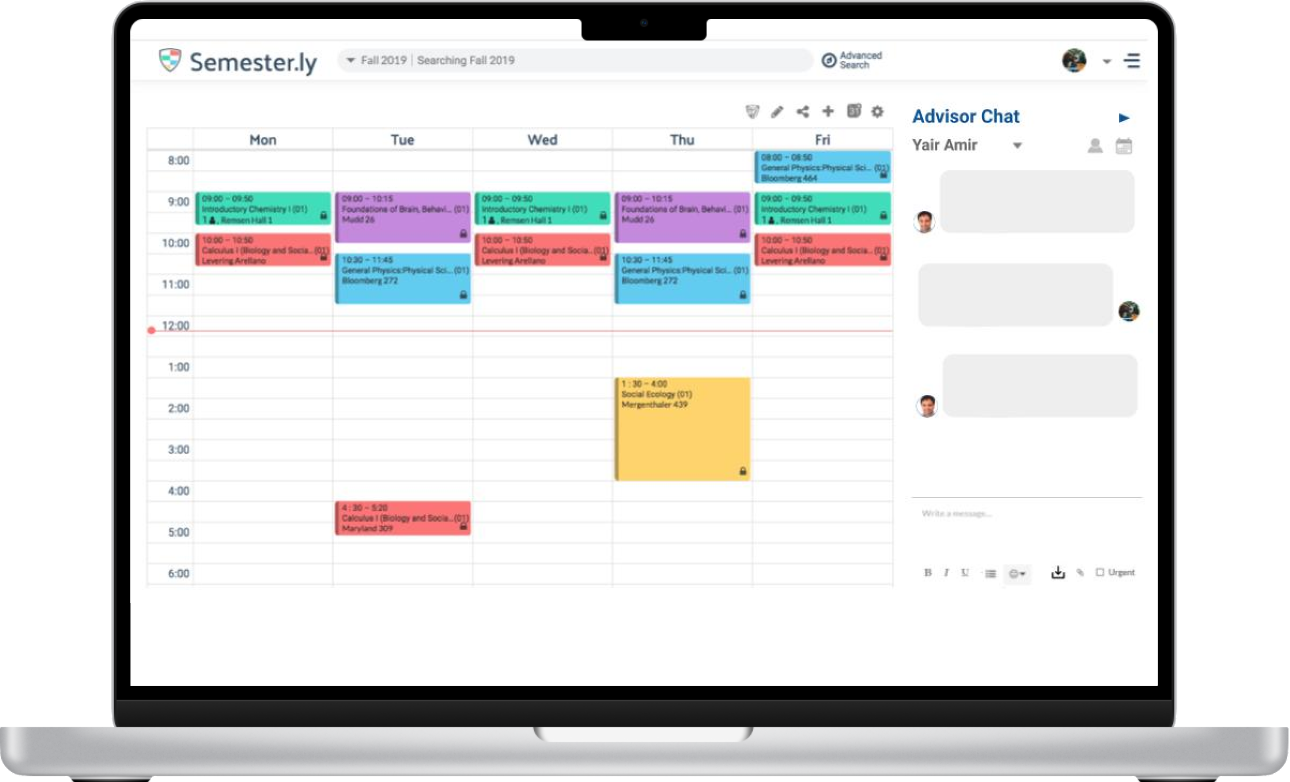 Semester.ly
Fall 2019 | Searching Fall 2019
Advanced
Search
Mon
Tue
Wed
Thu
Fri
8:00
9:00
10:00
11:00
12:00
1:00
2:00
3:00
4:00
5:00
6:00
09:00 – 09:50
Introductory Chemistry I (01)
1 , Remsen Hall 1
10:00 – 10:50
Calculus I (Biology and Socia... (01)
Levering Arellano
09:00 – 10:15
Foundations of Brain, Behavi... (01)
Mudd 26
10:30 – 11:45
General Physics:Physical Sci... (01)
Bloomberg 272
4 : 30 – 5:20
Calculus I (Biology and Socia... (01)
Maryland 309
09:00 – 09:50
Introductory Chemistry I (01)
1 , Remsen Hall 1
10:00 – 10:50
Calculus I (Biology and Socia... (01)
Levering Arellano
09:00 – 10:15
Foundations of Brain, Behavi... (01)
Mudd 26
10:30 – 11:45
General Physics:Physical Sci... (01)
Bloomberg 272
1 : 30 – 4:00
Social Ecology (01)
Mergenthaler 439
08:00 – 08:50
General Physics:Physical Sci... (01)
Bloomberg 464
09:00 – 09:50
Introductory Chemistry I (01)
1 , Remsen Hall 1
10:00 – 10:50
Calculus I (Biology and Socia... (01)
Levering Arellano
Advisor Chat
Yair Amir
Write a message...
B I U
Urgent